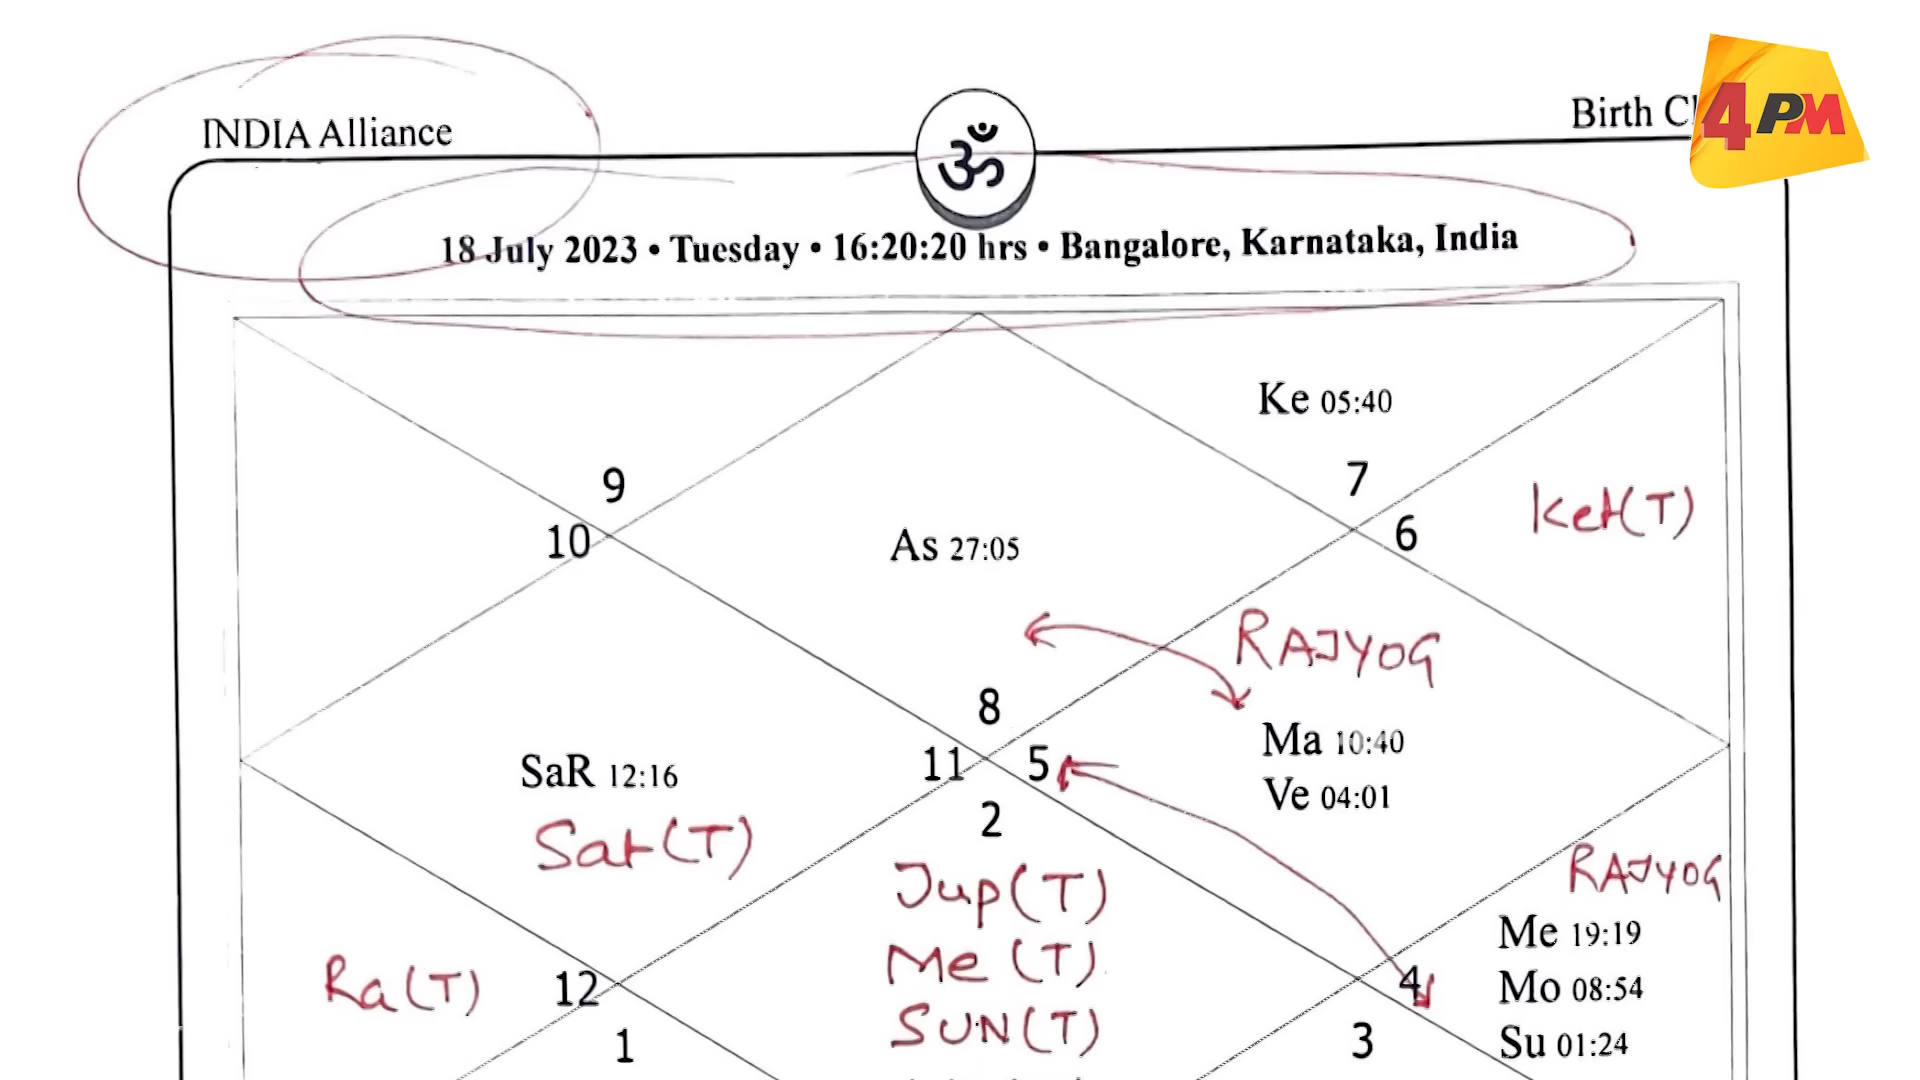 INDIA Alliance
Birth
4PM
ॐ
18 July 2023 • Tuesday • 16:20:20 hrs • Bangalore, Karnataka, India
Ke 05:40
9
7
Ket(T)
10
6
As 27:05
RAJYOG
8
Ma 10:40
SaR 12:16
11
5
Ve 04:01
Sat(T)
2
Jup(T)
RAJYOG
Me 19:19
Me (T)
Ra(T)
12
4
Mo 08:54
SUN(T)
1
3
Su 01:24